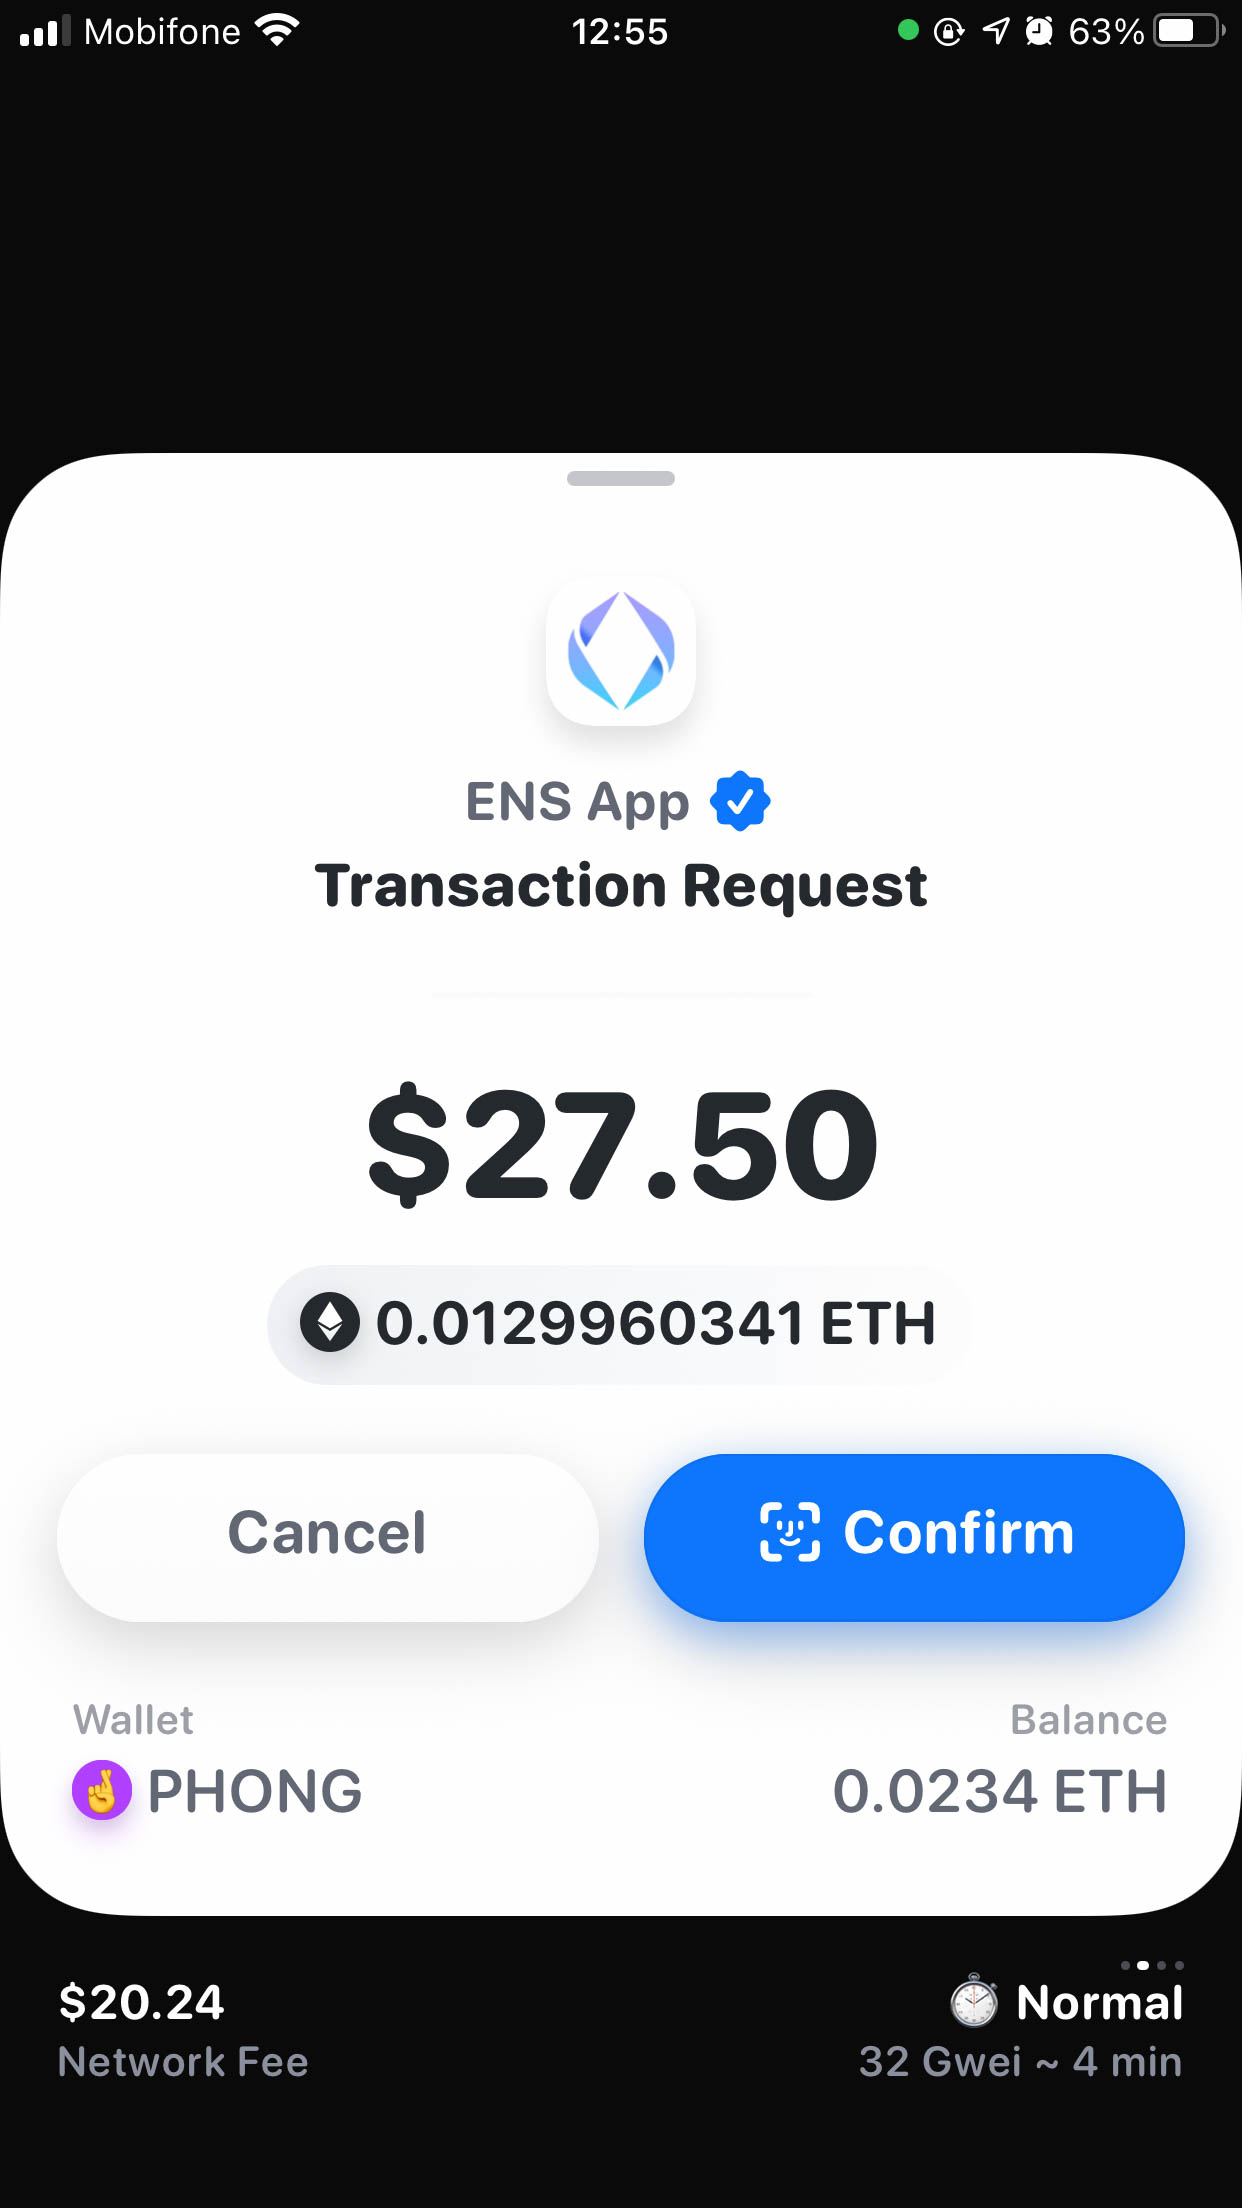 Mobifone 12:55 63%
ENS App
Transaction Request
$27.50
0.0129960341 ETH
Cancel Confirm
Wallet Balance
PHONG 0.0234 ETH
$20.24 Normal
Network Fee 32 Gwei ~ 4 min